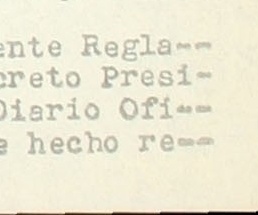 ente Regla--
creto Presi-
Diario Ofi--
e hecho re--